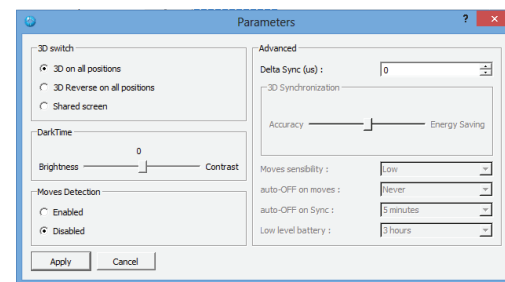 Parameters
?
3D switch
3D on all positions
3D Reverse on all positions
Shared screen
DarkTime
0
Brightness
Contrast
Moves Detection
Enabled
Disabled
Apply
Cancel
Advanced
Delta Sync (us) :
0
3D Synchronization
Accuracy
Energy Saving
Moves sensibility :
Low
auto-OFF on moves :
Never
auto-OFF on Sync :
5 minutes
Low level battery :
3 hours